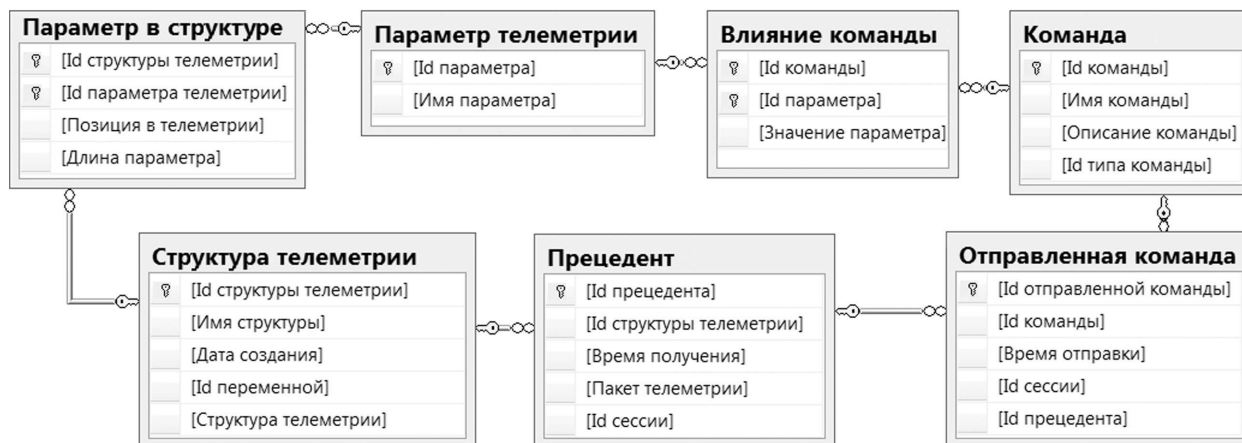 Параметр в структуре
[Id структуры телеметрии]
[Id параметра телеметрии]
[Позиция в телеметрии]
[Длина параметра]
Параметр телеметрии
[Id параметра]
[Имя параметра]
Влияние команды
[Id команды]
[Id параметра]
[Значение параметра]
Команда
[Id команды]
[Имя команды]
[Описание команды]
[Id типа команды]
Структура телеметрии
[Id структуры телеметрии]
[Имя структуры]
[Дата создания]
[Id переменной]
[Структура телеметрии]
Прецедент
[Id прецедента]
[Id структуры телеметрии]
[Время получения]
[Пакет телеметрии]
[Id сессии]
Отправленная команда
[Id отправленной команды]
[Id команды]
[Время отправки]
[Id сессии]
[Id прецедента]